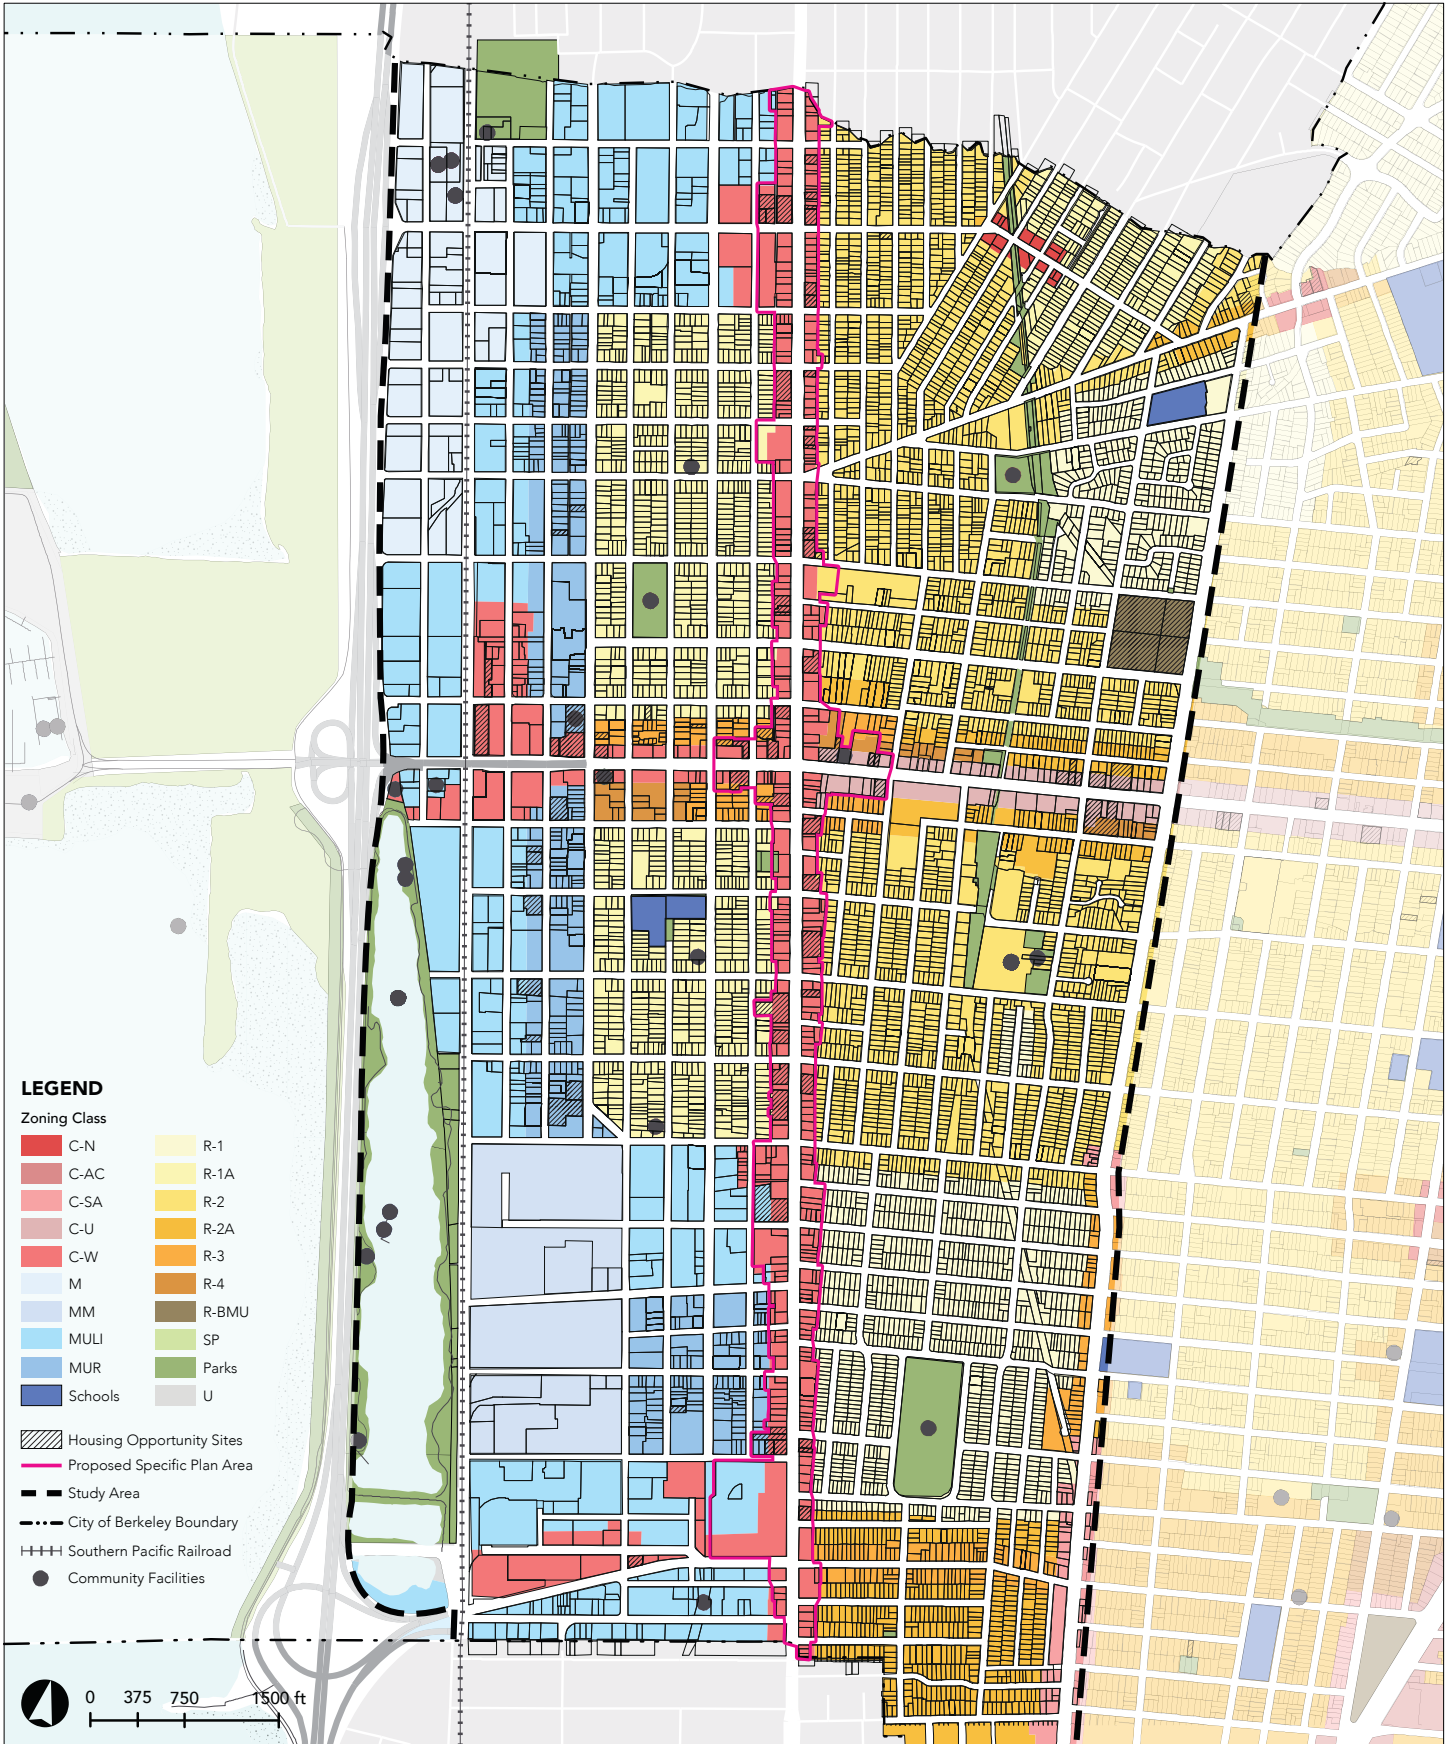 LEGEND
Zoning Class
C-N
C-AC
C-SA
C-U
C-W
M
MM
MULI
MUR
Schools
R-1
R-1A
R-2
R-2A
R-3
R-4
R-BMU
SP
Parks
U
Housing Opportunity Sites
Proposed Specific Plan Area
Study Area
City of Berkeley Boundary
Southern Pacific Railroad
Community Facilities
0 375 750 1500 ft